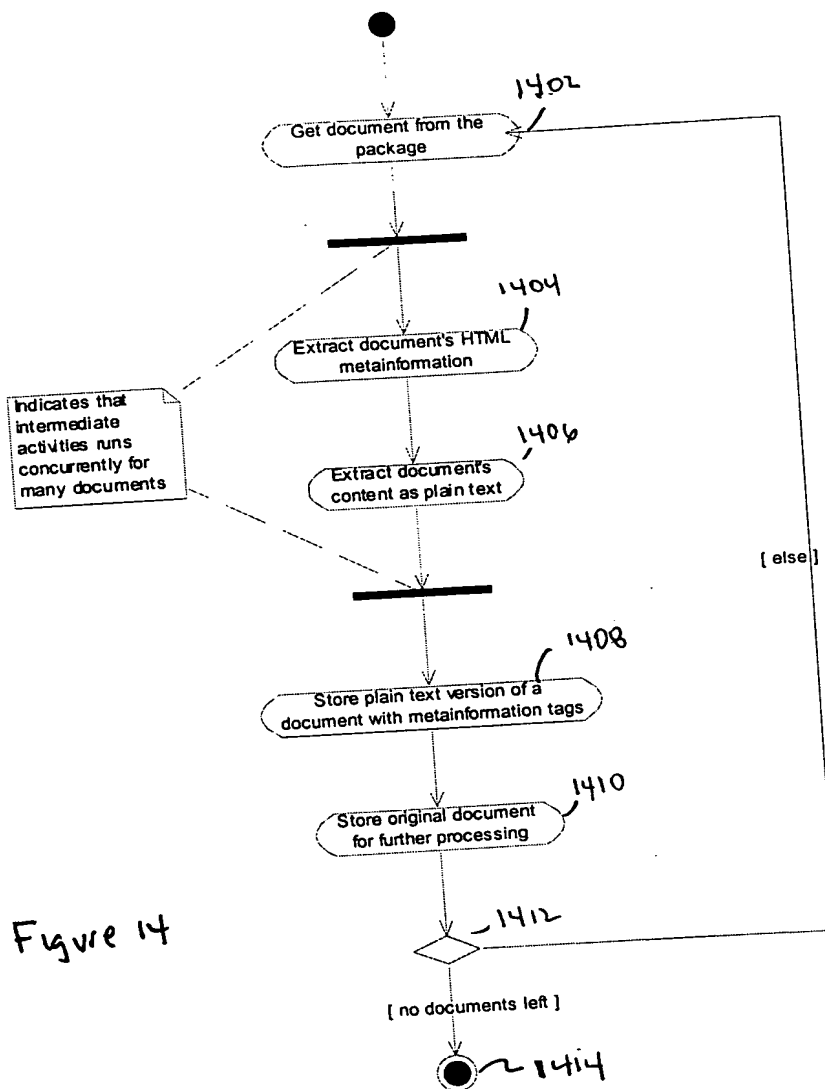 1402
Get document from the
package
1404
Extract document's HTML
metainformation
Indicates that
intermediate
activities runs
concurrently for
many documents
1406
Extract document's
content as plain text
[ else ]
1408
Store plain text version of a
document with metainformation tags
1410
Store original document
for further processing
Figure 14
1412
[ no documents left ]
1414